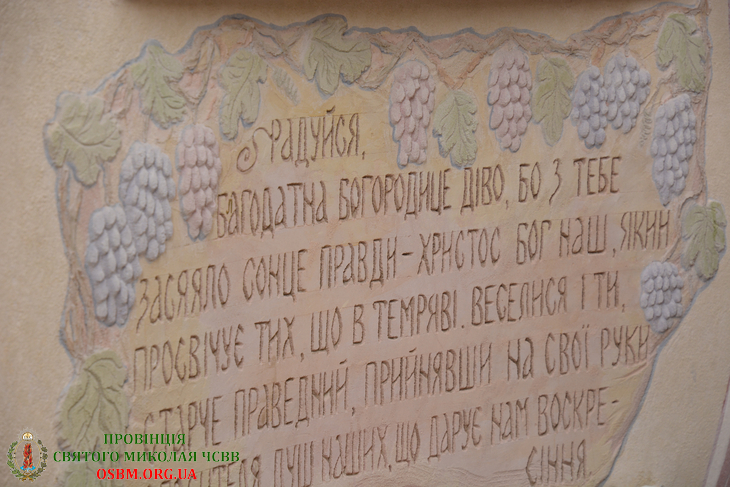 РАДУЙСЯ,
БЛАГОДАТНА БОГОРОДИЦЕ ДІВО, БО З ТЕБЕ
ЗАСЯЯЛО СОНЦЕ ПРАВДИ – ХРИСТОС БОГ НАШ, ЯКИЙ
ПРОСВІЧУЄ ТИХ, ЩО В ТЕМРЯВІ. ВЕСЕЛИСЯ І ТИ,
СТАРЧЕ ПРАВЕДНИЙ, ПРИЙНЯВШИ НА СВОЇ РУКИ
ДУШ НАШИХ, ЩО ДАРУЄ НАМ ВОСКРЕ–
СІННЯ.
ПРОВІНЦІЯ
СВЯТОГО МИКОЛАЯ ЧСВВ
OSBM.ORG.UA